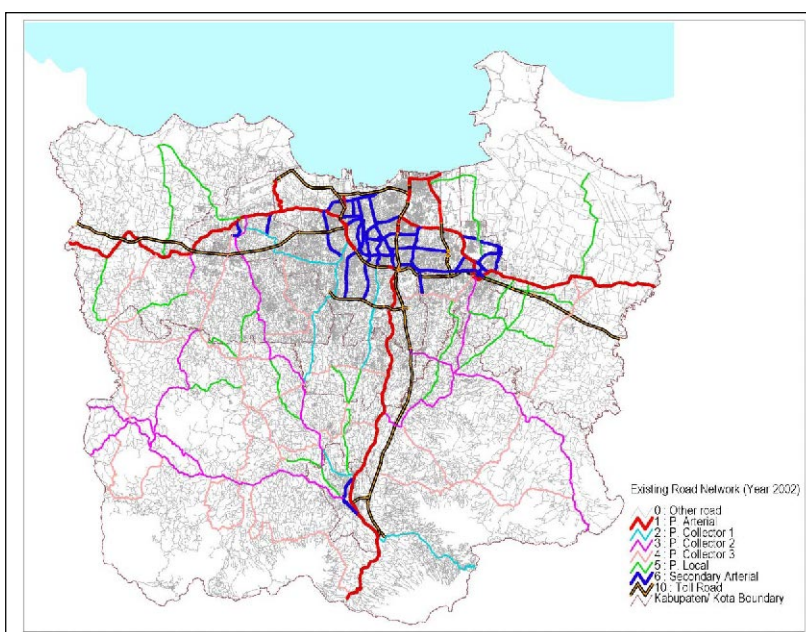 Existing Road Network (Year 2002)
0 : Other road
1 : P. Arterial
2 : P. Collector 1
3 : P. Collector 2
4 : P. Collector 3
5 : P. Local
6 : Secondary Arterial
10 : Toll Road
Kabupaten/ Kota Boundary